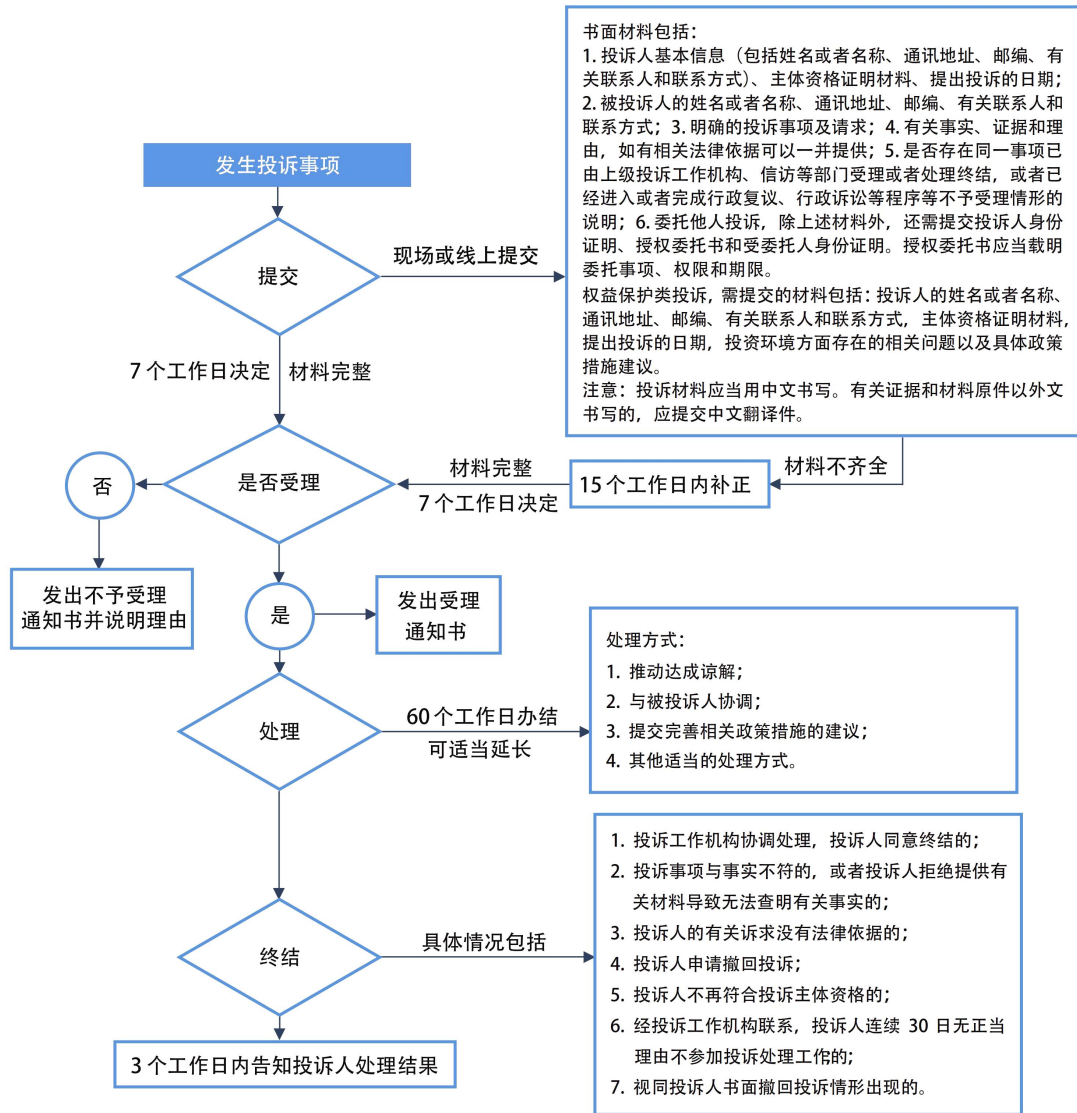 发生投诉事项
提交
现场或线上提交
书面材料包括：
1. 投诉人基本信息（包括姓名或者名称、通讯地址、邮编、有
关联系人和联系方式）、主体资格证明材料、提出投诉的日期；
2. 被投诉人的姓名或者名称、通讯地址、邮编、有关联系人和
联系方式；3. 明确的投诉事项及请求；4. 有关事实、证据和理
由，如有相关法律依据可以一并提供；5. 是否存在同一事项已
由上级投诉工作机构、信访等部门受理或者处理终结，或者已
经进入或者完成行政复议、行政诉讼等程序等不予受理情形的
说明；6. 委托他人投诉，除上述材料外，还需提交投诉人身份
证明、授权委托书和受委托人身份证明。授权委托书应当载明
委托事项、权限和期限。
权益保护类投诉，需提交的材料包括：投诉人的姓名或者名称、
通讯地址、邮编、有关联系人和联系方式，主体资格证明材料，
提出投诉的日期，投资环境方面存在的相关问题以及具体政策
措施建议。
注意：投诉材料应当用中文书写。有关证据和材料原件以外文
书写的，应提交中文翻译件。
7 个工作日决定
材料完整
材料不齐全
15 个工作日内补正
材料完整
7 个工作日决定
是否受理
否
发出不予受理
通知书并说明理由
是
发出受理
通知书
处理
60 个工作日办结
可适当延长
处理方式：
1. 推动达成谅解；
2. 与被投诉人协调；
3. 提交完善相关政策措施的建议；
4. 其他适当的处理方式。
终结
具体情况包括
1. 投诉工作机构协调处理，投诉人同意终结的；
2. 投诉事项与事实不符的，或者投诉人拒绝提供有
关材料导致无法查明有关事实的；
3. 投诉人的有关诉求没有法律依据的；
4. 投诉人申请撤回投诉；
5. 投诉人不再符合投诉主体资格的；
6. 经投诉工作机构联系，投诉人连续 30 日无正当
理由不参加投诉处理工作的；
7. 视同投诉人书面撤回投诉情形出现的。
3 个工作日内告知投诉人处理结果